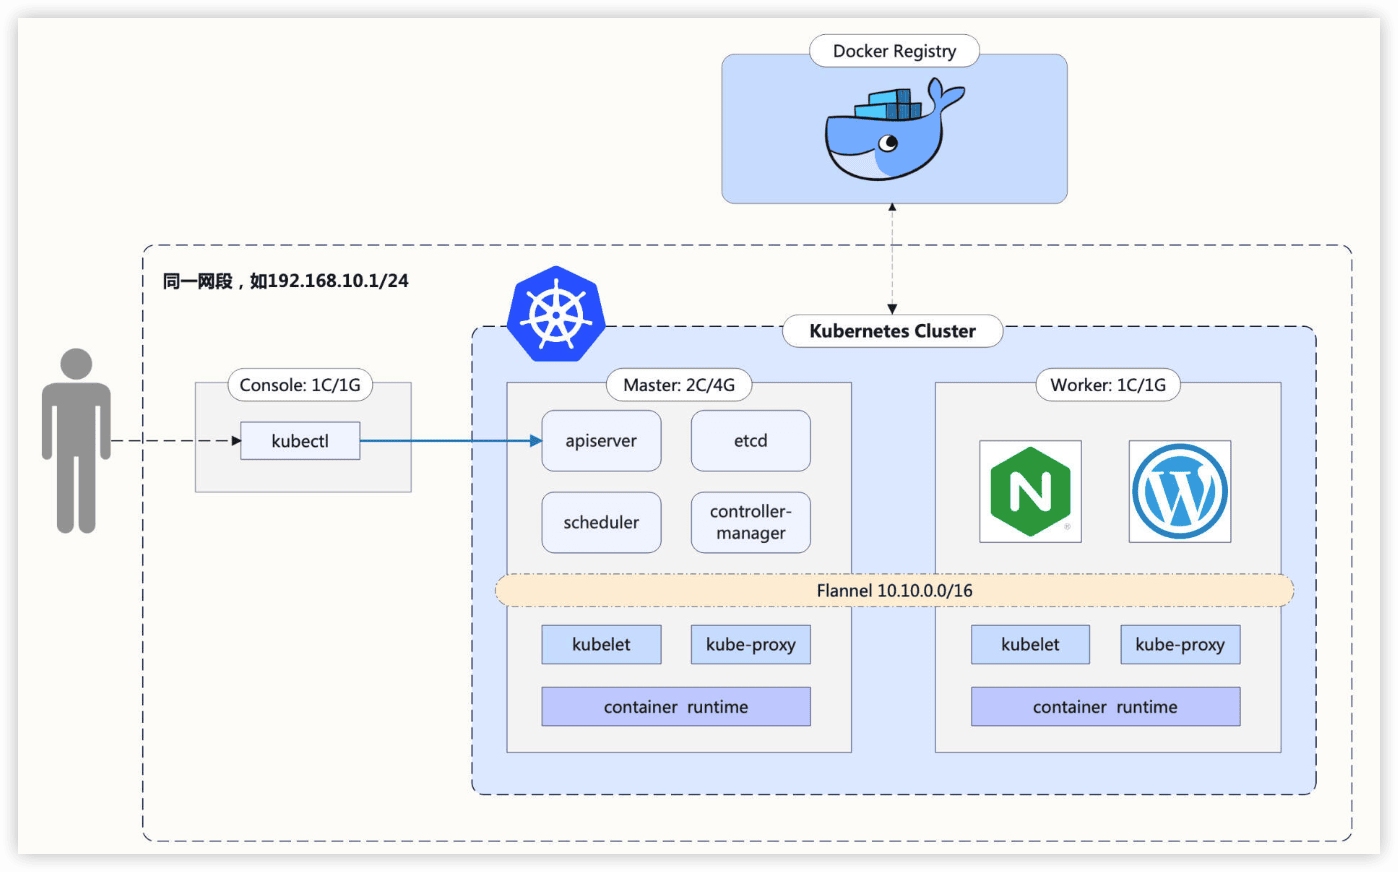 Docker Registry
同一网段，如192.168.10.1/24
Kubernetes Cluster
Console: 1C/1G
kubectl
Master: 2C/4G
apiserver
etcd
scheduler
controller-
manager
Worker: 1C/1G
N
®
W
Flannel 10.10.0.0/16
kubelet
kube-proxy
container runtime
kubelet
kube-proxy
container runtime